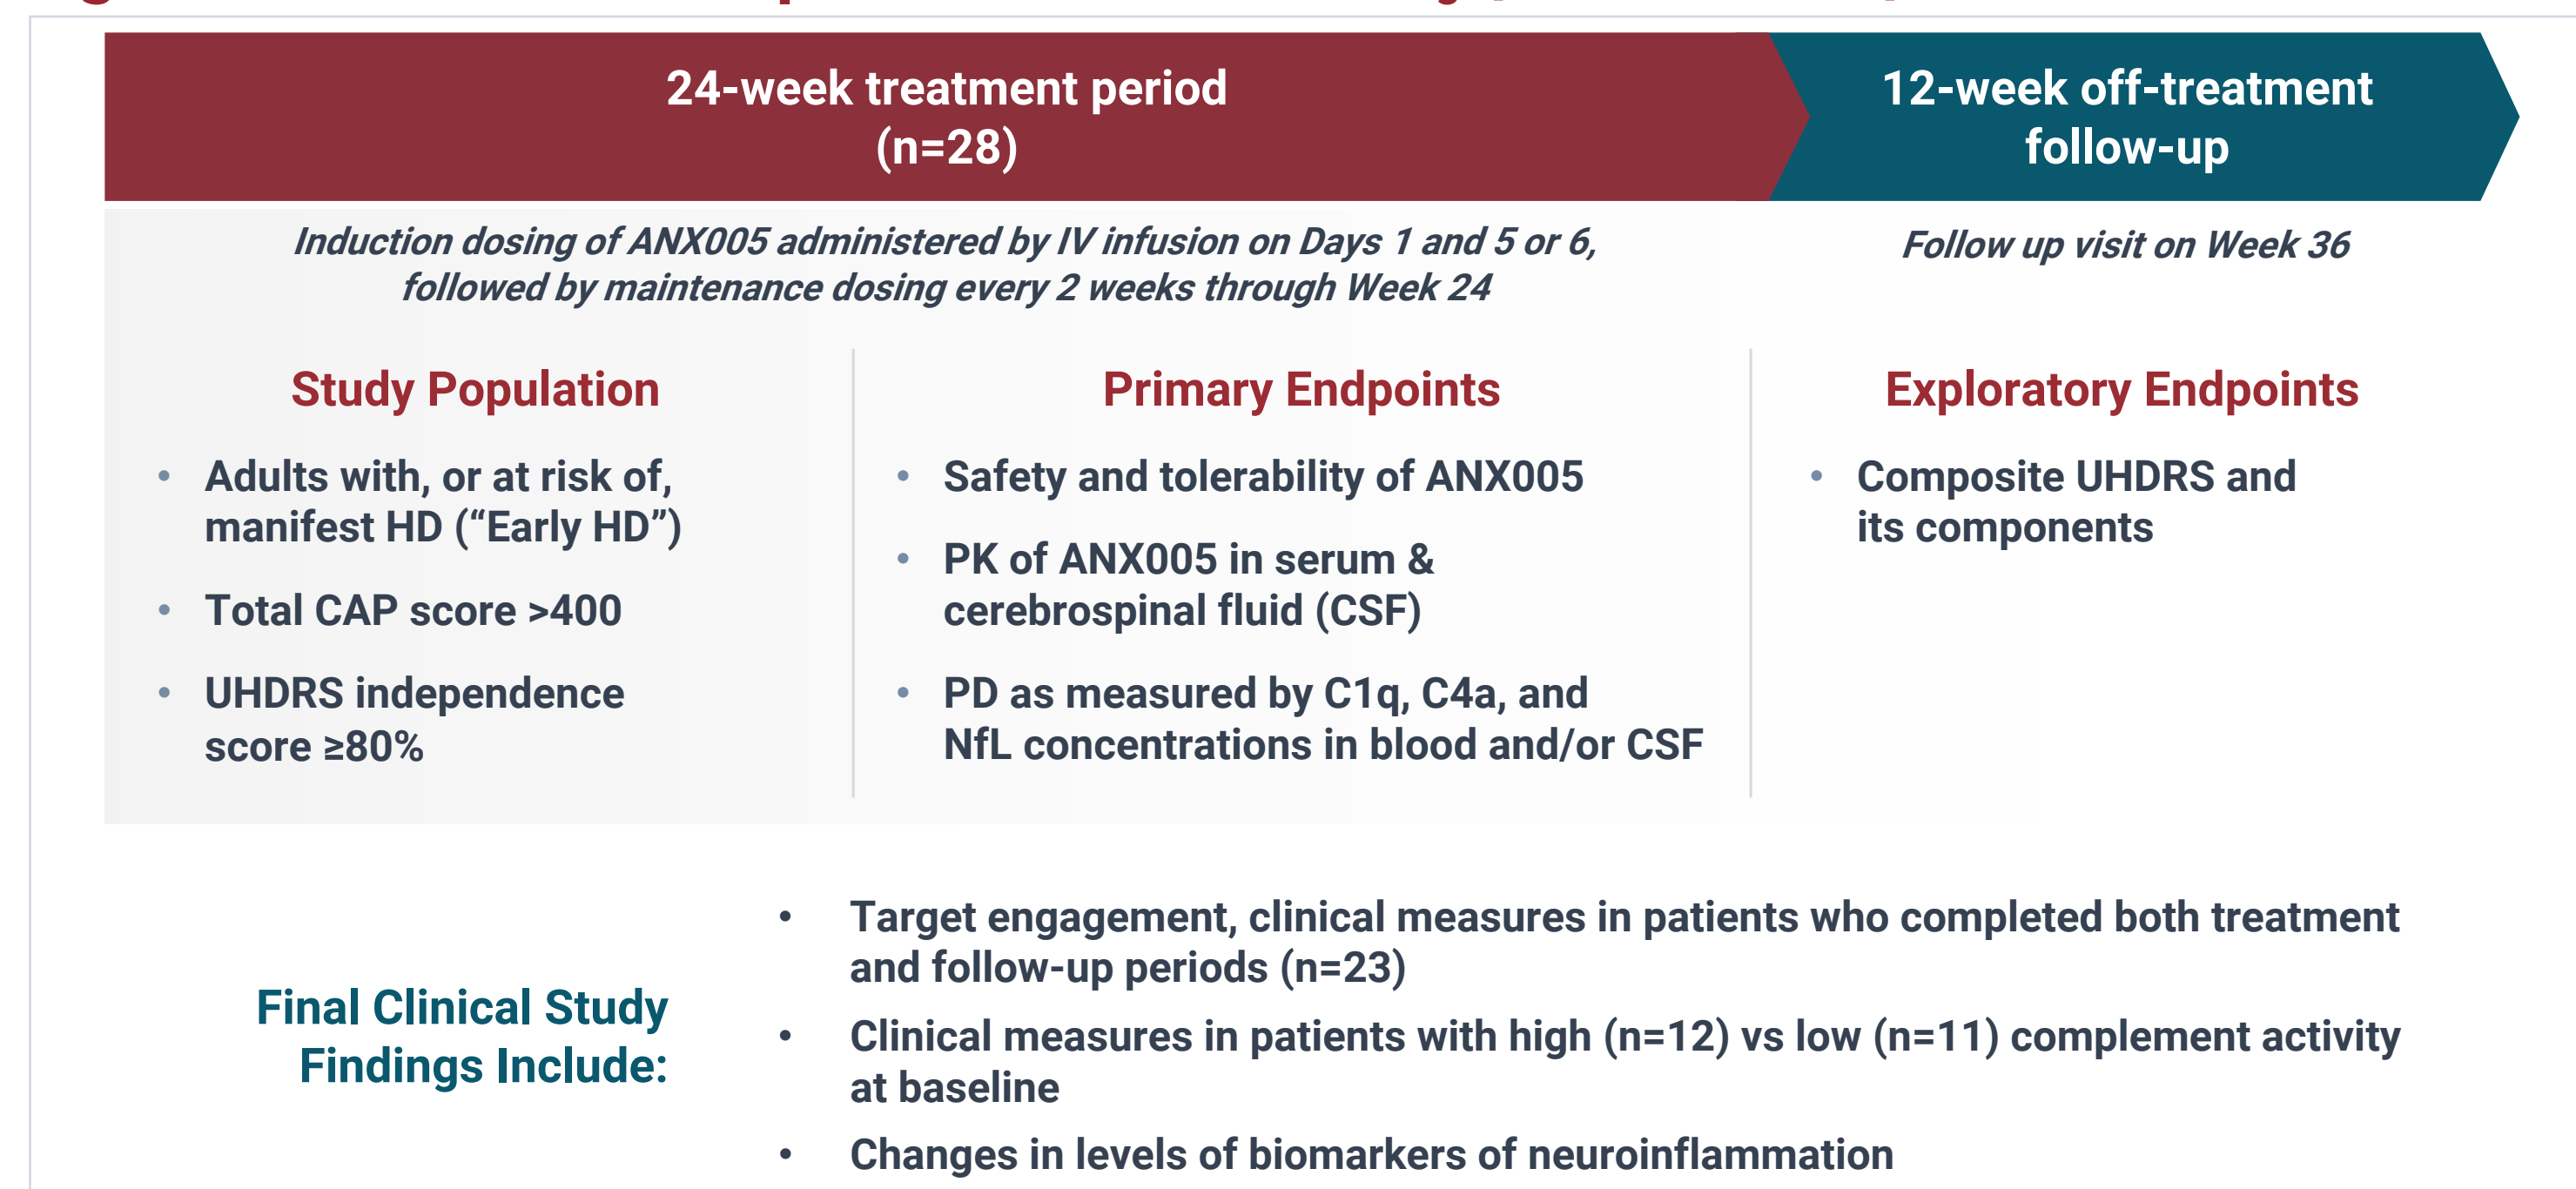 24-week treatment period
(n=28)
12-week off-treatment
follow-up
Induction dosing of ANX005 administered by IV infusion on Days 1 and 5 or 6,
followed by maintenance dosing every 2 weeks through Week 24
Follow up visit on Week 36
Study Population
• Adults with, or at risk of,
manifest HD (“Early HD”)
• Total CAP score >400
• UHDRS independence
score ≥80%
Primary Endpoints
• Safety and tolerability of ANX005
• PK of ANX005 in serum &
cerebrospinal fluid (CSF)
• PD as measured by C1q, C4a, and
NfL concentrations in blood and/or CSF
Exploratory Endpoints
• Composite UHDRS and
its components
Final Clinical Study
Findings Include:
• Target engagement, clinical measures in patients who completed both treatment
and follow-up periods (n=23)
• Clinical measures in patients with high (n=12) vs low (n=11) complement activity
at baseline
• Changes in levels of biomarkers of neuroinflammation